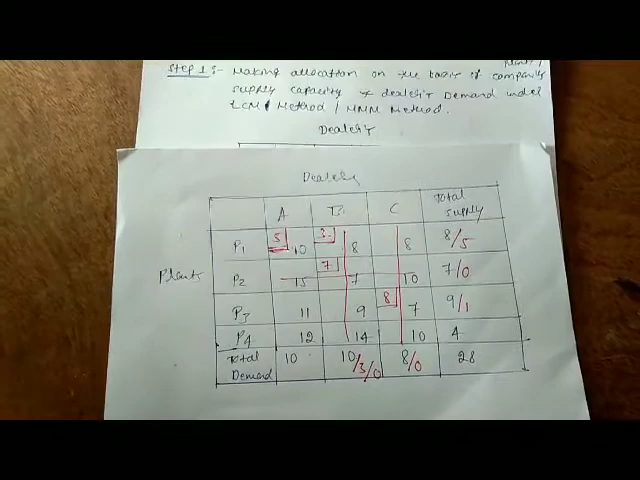 Plants /
Step 1:- Making allocation on the basis of company's
supply capacity & dealer's Demand under
LCM Method / MNM Method.
Dealers
Dealers
A B C Total supply
P1 5 10 3 8 8 8/5
P2 15 7 7 10 7/0
Plants
P3 11 9 8 7 9/1
P4 12 14 10 4
Total Demand 10 10/3/0 8/0 28